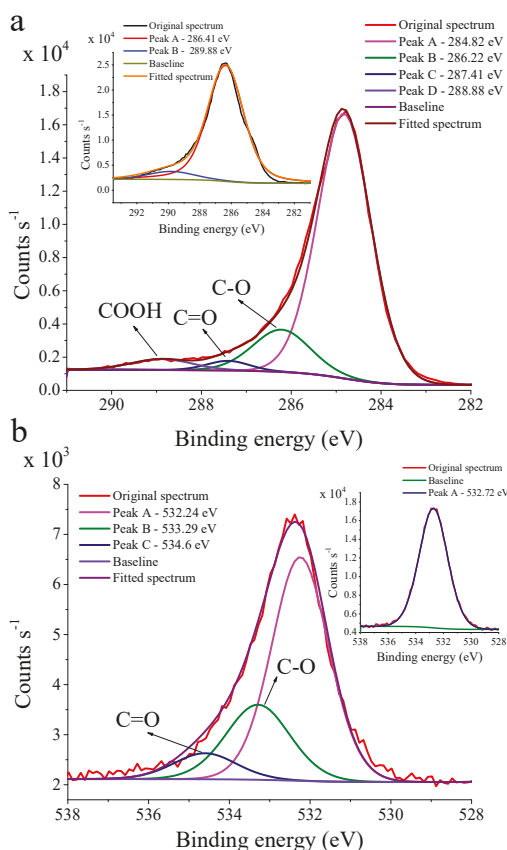 a
x 10^4
Original spectrum
Peak A - 284.82 eV
Peak B - 286.22 eV
Peak C - 287.41 eV
Peak D - 288.88 eV
Baseline
Fitted spectrum
x 10^4
Original spectrum
Peak A - 286.41 eV
Peak B - 289.88 eV
Baseline
Fitted spectrum
Counts s^-1
2.5
2.0
1.5
1.0
0.5
0.0
292 290 288 286 284 282
Binding energy (eV)
Counts s^-1
1.8
1.6
1.4
1.2
1.0
0.8
0.6
0.4
0.2
0.0
COOH
C=O
C-O
290 288 286 284 282
Binding energy (eV)
b
x 10^3
Original spectrum
Peak A - 532.24 eV
Peak B - 533.29 eV
Peak C - 534.6 eV
Baseline
Fitted spectrum
x 10^4
Original spectrum
Baseline
Peak A - 532.72 eV
Counts s^-1
1.8
1.6
1.4
1.2
1.0
0.8
0.6
0.4
538 536 534 532 530 528
Binding energy (eV)
Counts s^-1
8
7
6
5
4
3
2
C=O
C-O
538 536 534 532 530 528
Binding energy (eV)